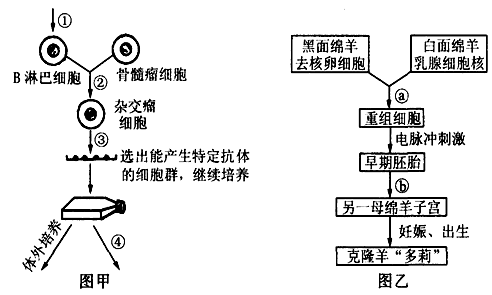 ①
B淋巴细胞
骨髓瘤细胞
②
杂交瘤
细胞
③
选出能产生特定抗体
的细胞群，继续培养
体外培养
④
图甲
黑面绵羊
去核卵细胞
白面绵羊
乳腺细胞核
ⓐ
重组细胞
电脉冲刺激
早期胚胎
ⓑ
另一母绵羊子宫
妊娠、出生
克隆羊“多莉”
图乙